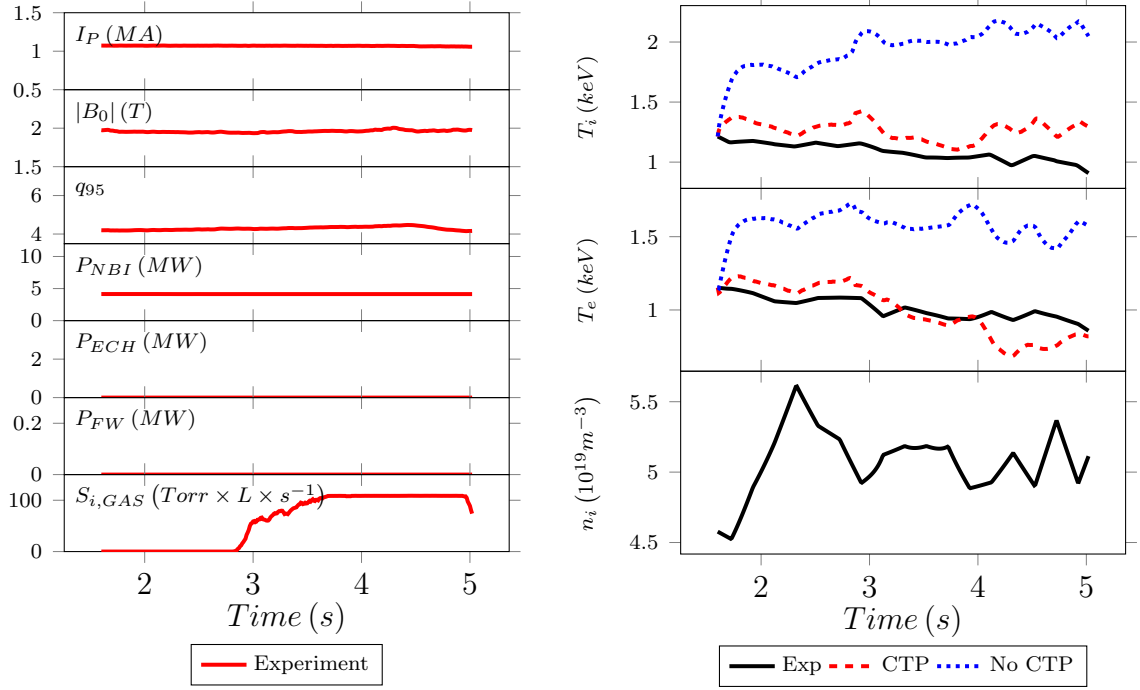 I_P (MA)
1.5
1
0.5
|B_0| (T)
2
1.5
q_95
6
4
P_NBI (MW)
10
5
0
P_ECH (MW)
2
0
P_FW (MW)
0.2
0
S_i,GAS (Torr × L × s^−1)
100
0
2 3 4 5
Time (s)
Experiment
T_i (keV)
2
1.5
1
T_e (keV)
1.5
1
n_i (10^19 m^−3)
5.5
5
4.5
2 3 4 5
Time (s)
Exp CTP No CTP